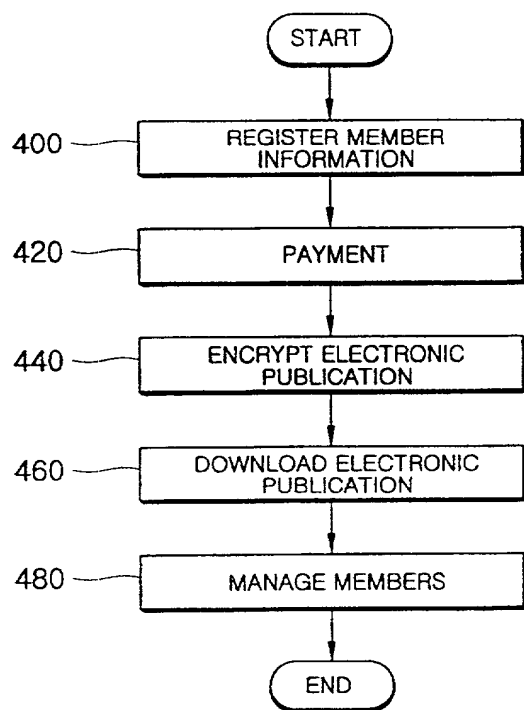 START
400
REGISTER MEMBER
INFORMATION
420
PAYMENT
440
ENCRYPT ELECTRONIC
PUBLICATION
460
DOWNLOAD ELECTRONIC
PUBLICATION
480
MANAGE MEMBERS
END